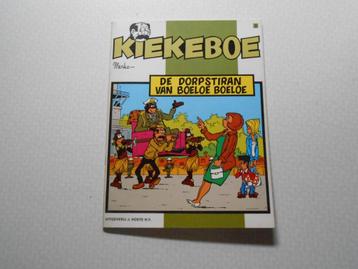 KIEKEBOE
Merho
DE DORPSTIRAN
VAN BOELOE BOELOE
UITGEVERIJ J. HOSTE N.V.